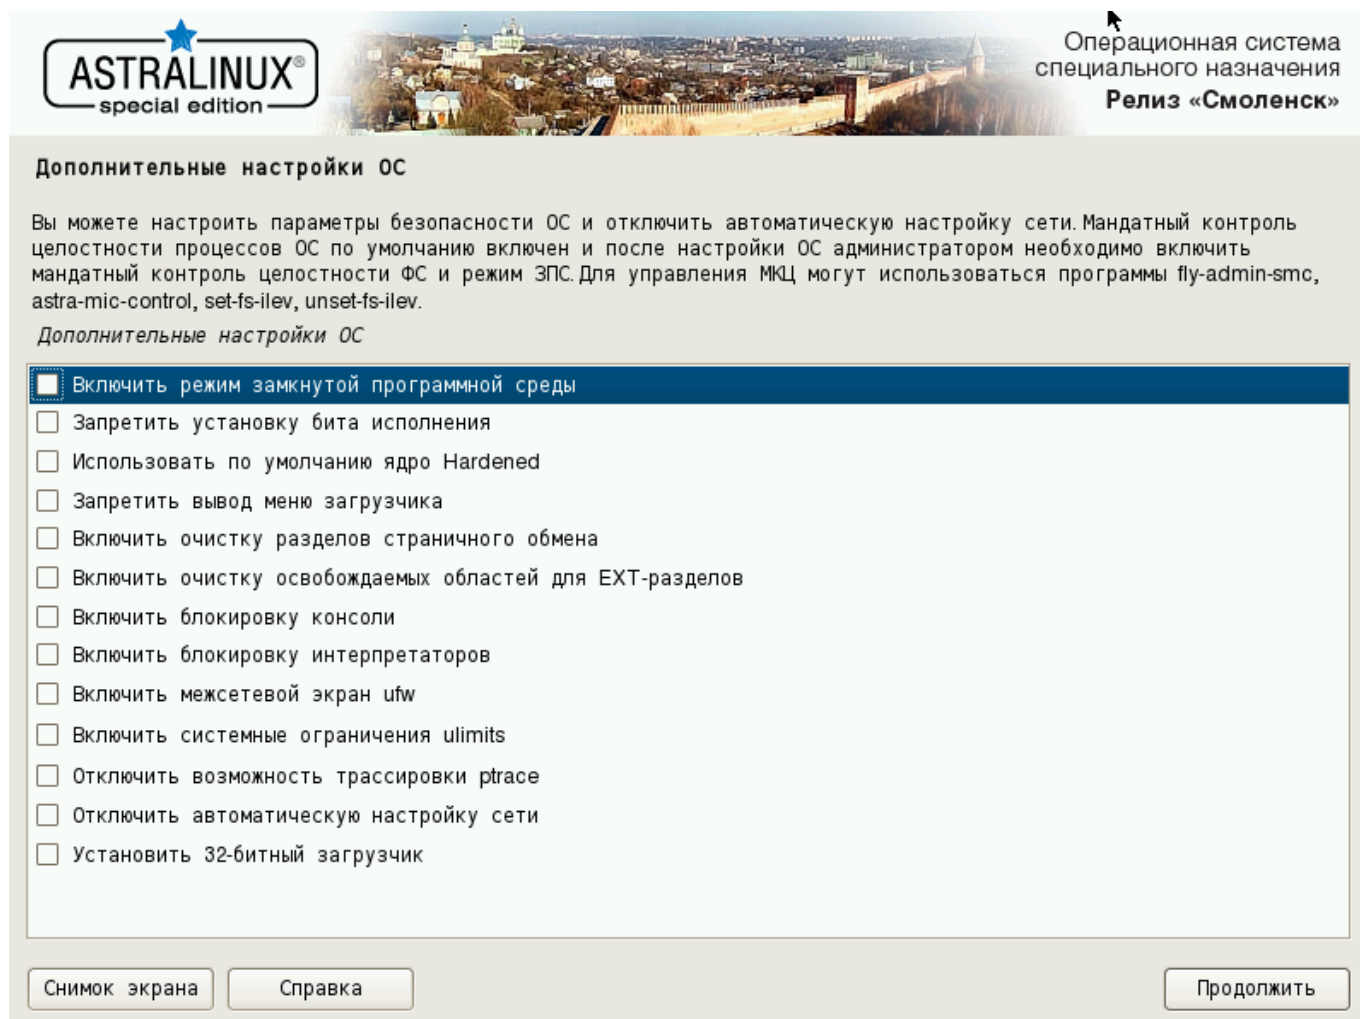 ASTRALINUX®
special edition
Операционная система
специального назначения
Релиз «Смоленск»
Дополнительные настройки ОС
Вы можете настроить параметры безопасности ОС и отключить автоматическую настройку сети. Мандатный контроль
целостности процессов ОС по умолчанию включен и после настройки ОС администратором необходимо включить
мандатный контроль целостности ФС и режим ЗПС. Для управления МКЦ могут использоваться программы fly-admin-smc,
astra-mic-control, set-fs-ilev, unset-fs-ilev.
Дополнительные настройки ОС
Включить режим замкнутой программной среды
Запретить установку бита исполнения
Использовать по умолчанию ядро Hardened
Запретить вывод меню загрузчика
Включить очистку разделов страничного обмена
Включить очистку освобождаемых областей для EXT-разделов
Включить блокировку консоли
Включить блокировку интерпретаторов
Включить межсетевой экран ufw
Включить системные ограничения ulimits
Отключить возможность трассировки ptrace
Отключить автоматическую настройку сети
Установить 32-битный загрузчик
Снимок экрана
Справка
Продолжить